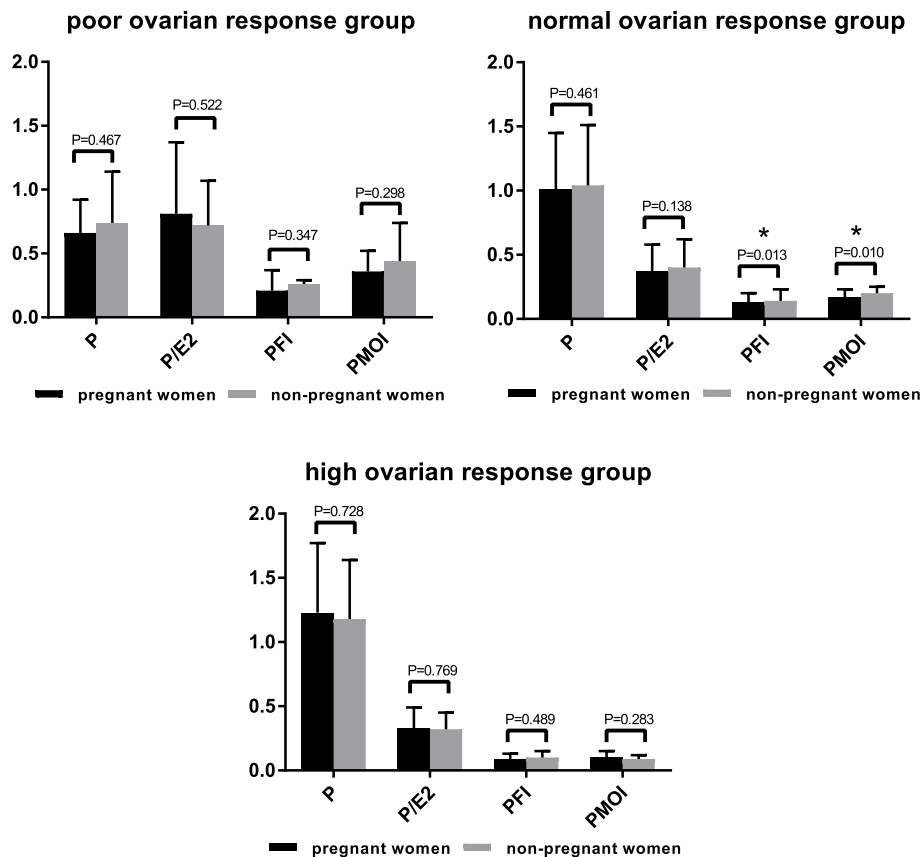 poor ovarian response group
2.0
1.5
1.0
0.5
0.0
P=0.467
P=0.522
P=0.347
P=0.298
P
P/E2
PFI
PMOI
pregnant women
non-pregnant women
normal ovarian response group
2.0
1.5
1.0
0.5
0.0
P=0.461
P=0.138
*
P=0.013
*
P=0.010
P
P/E2
PFI
PMOI
pregnant women
non-pregnant women
high ovarian response group
2.0
1.5
1.0
0.5
0.0
P=0.728
P=0.769
P=0.489
P=0.283
P
P/E2
PFI
PMOI
pregnant women
non-pregnant women